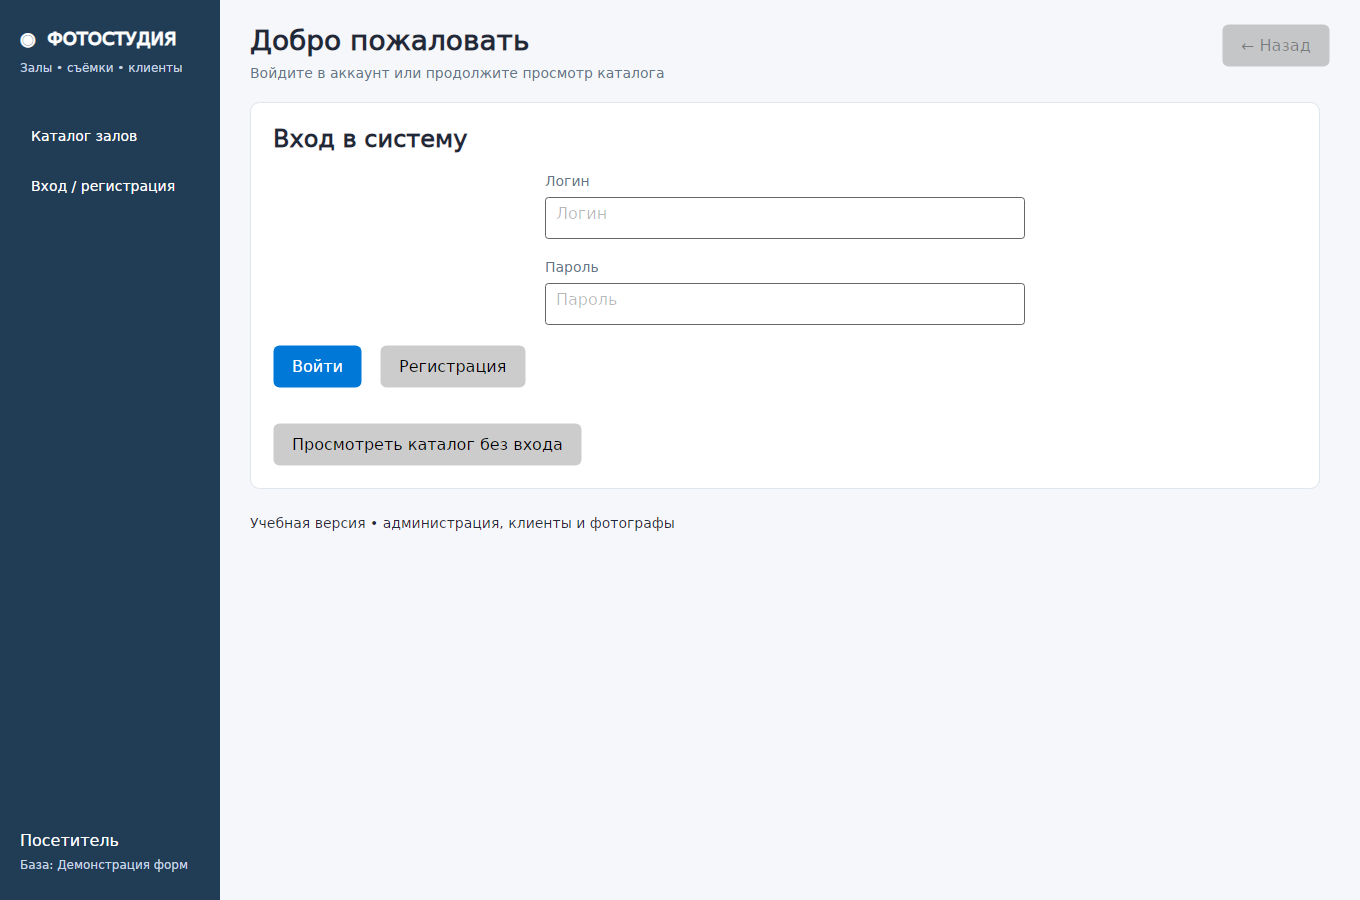 ◉ ФОТОСТУДИЯ
Залы • съёмки • клиенты
Каталог залов
Вход / регистрация
Посетитель
База: Демонстрация форм
Добро пожаловать
Войдите в аккаунт или продолжите просмотр каталога
← Назад
Вход в систему
Логин
Логин
Пароль
Пароль
Войти Регистрация
Просмотреть каталог без входа
Учебная версия • администрация, клиенты и фотографы